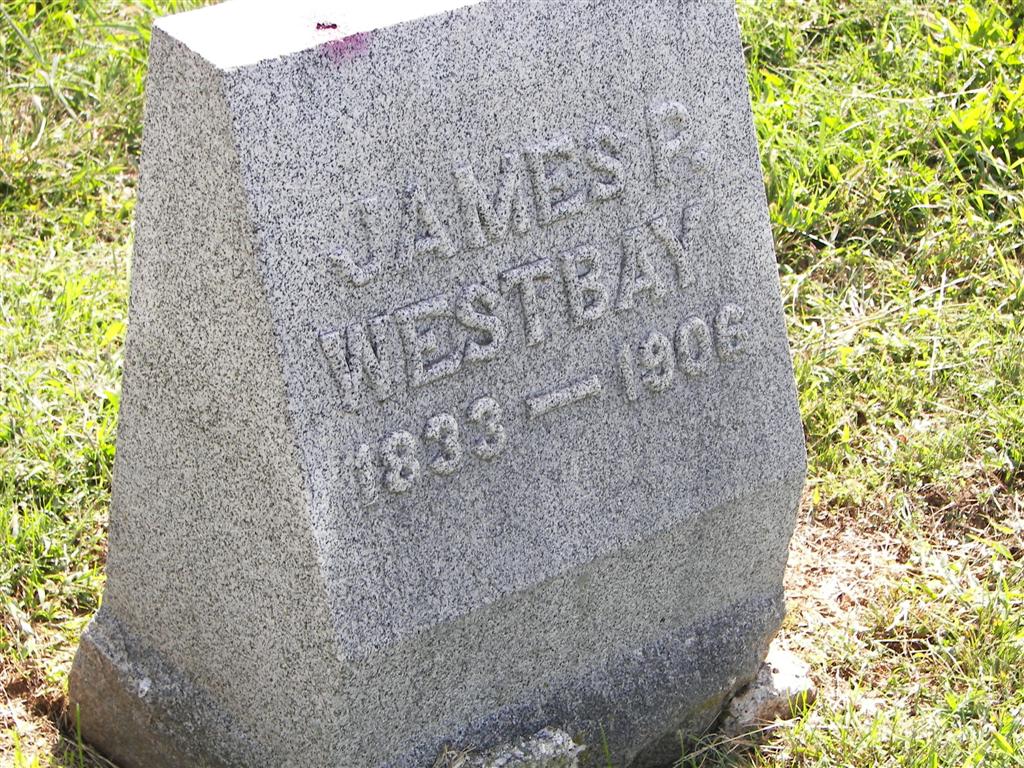 JAMES P.
WESTBAY
1833 — 1906